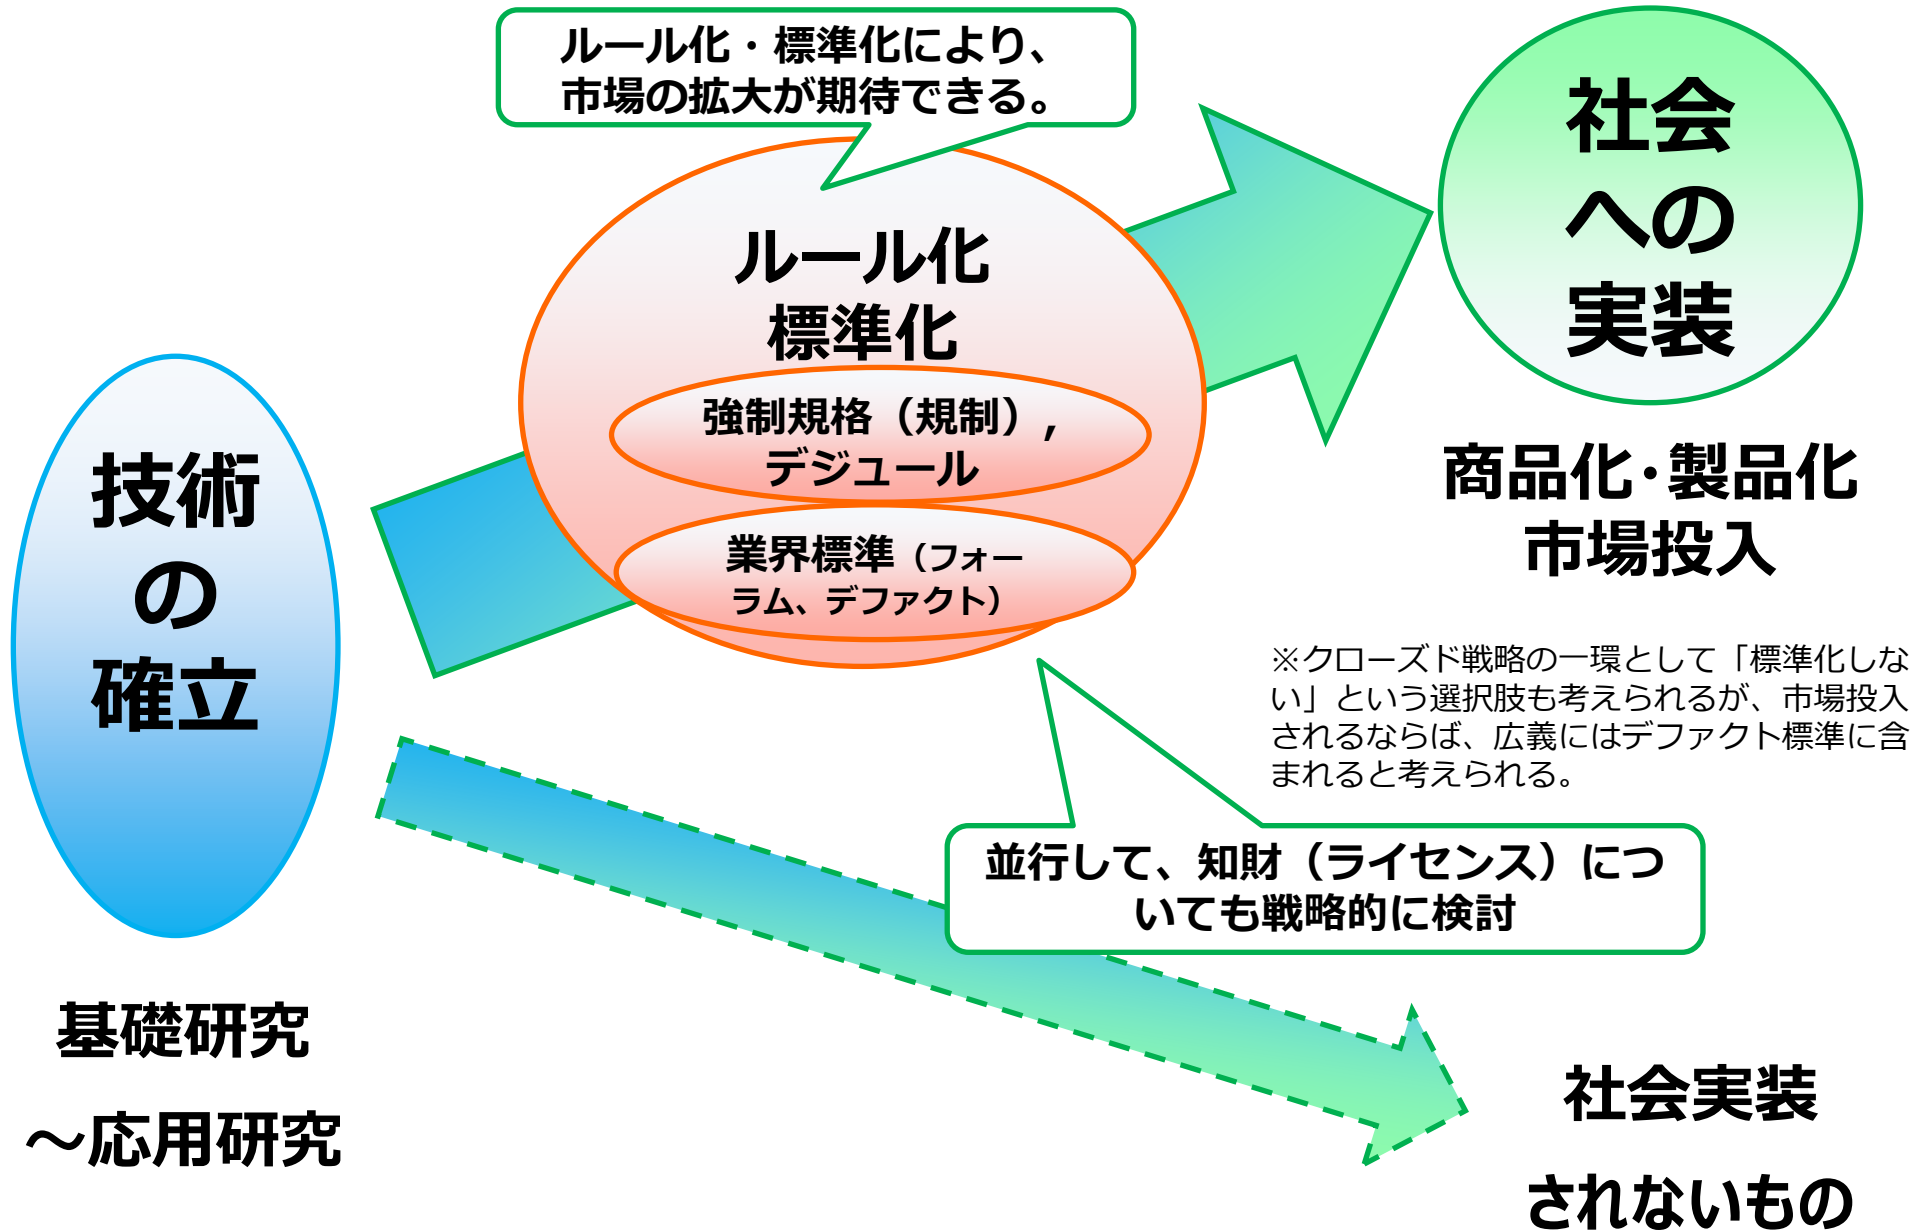 ルール化・標準化により、
市場の拡大が期待できる。
社会
への
実装
ルール化
標準化
強制規格（規制）,
デジュール
業界標準（フォー
ラム、デファクト）
技術
の
確立
商品化･製品化
市場投入
※クローズド戦略の一環として「標準化しな
い」という選択肢も考えられるが、市場投入
されるならば、広義にはデファクト標準に含
まれると考えられる。
並行して、知財（ライセンス）につ
いても戦略的に検討
基礎研究
～応用研究
社会実装
されないもの